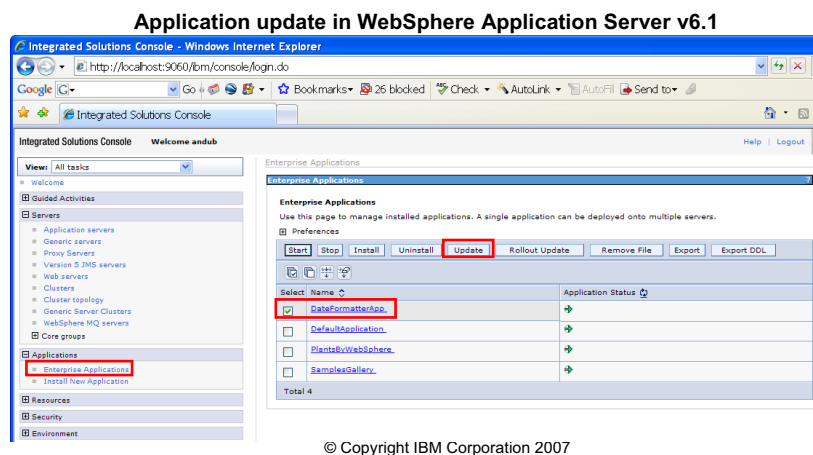 Application update in WebSphere Application Server v6.1
Integrated Solutions Console - Windows Internet Explorer
http://localhost:9060/ibm/console/login.do
Google G Go Bookmarks 26 blocked Check AutoLink AutoFill Send to
Integrated Solutions Console
Integrated Solutions Console Welcome andub Help | Logout
View: All tasks
Welcome
Guided Activities
Servers
Application servers
Generic servers
Proxy Servers
Version 5 JMS servers
Web servers
Clusters
Cluster topology
Generic Server Clusters
WebSphere MQ servers
Core groups
Applications
Enterprise Applications
Install New Application
Resources
Security
Environment
Enterprise Applications
Enterprise Applications ?
Enterprise Applications
Use this page to manage installed applications. A single application can be deployed onto multiple servers.
Preferences
Start Stop Install Uninstall Update Rollout Update Remove File Export Export DDL
Select Name Application Status
DateFormatterApp
DefaultApplication
PlantsByWebSphere
SamplesGallery
Total 4
© Copyright IBM Corporation 2007